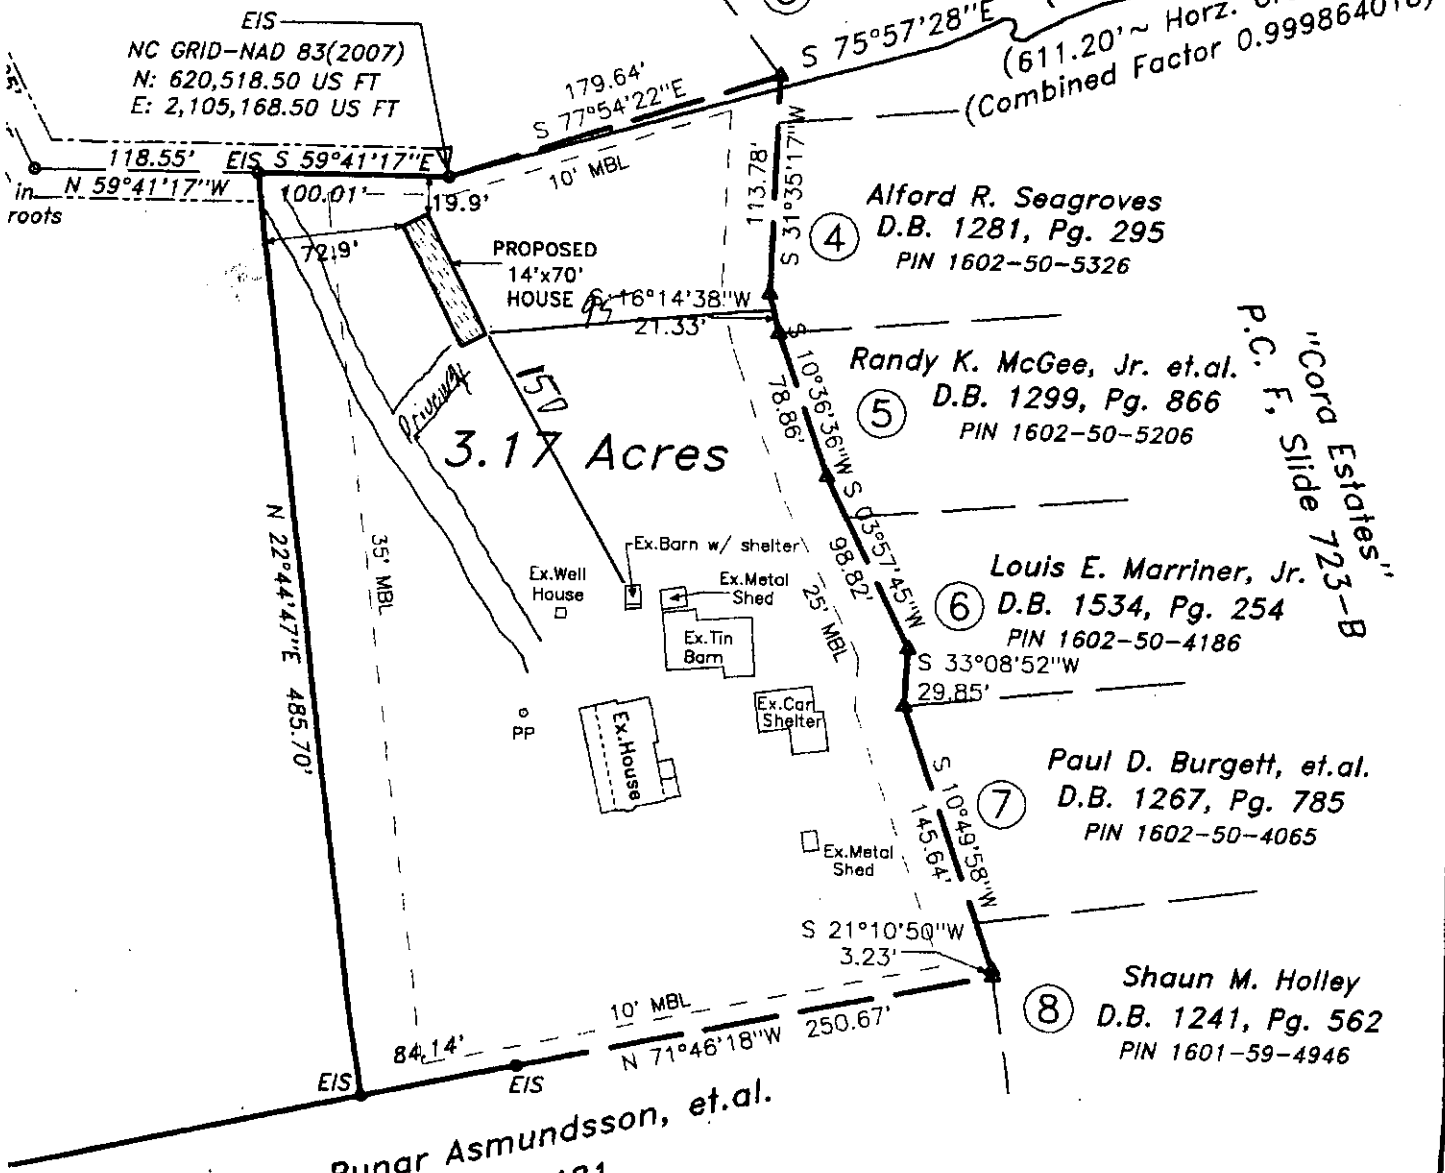 EIS
NC GRID-NAD 83(2007)
N: 620,518.50 US FT
E: 2,105,168.50 US FT
S 75°57'28"E
(611.20' ~ Horz.
(Combined Factor 0.99986401
179.64'
S 77°54'22"E
118.55'
EIS
S 59°41'17"E
in
N 59°41'17"W
roots
100.01'
19.9'
10' MBL
72.9'
PROPOSED
14'x70'
HOUSE
113.78'
S 31°35'17"W
4
Alford R. Seagroves
D.B. 1281, Pg. 295
PIN 1602-50-5326
S 16°14'38"W
21.33'
95
150
Driveway
3.17 Acres
S 10°36'36"W
78.86'
5
Randy K. McGee, Jr. et.al.
D.B. 1299, Pg. 866
PIN 1602-50-5206
"Cora Estates"
P.C. F, Slide 723-B
N 22°44'47"E 485.70'
35' MBL
Ex.Well
House
Ex.Barn w/ shelter
Ex.Metal
Shed
Ex.Tin
Barn
S 03°57'45"W
98.82'
25' MBL
6
Louis E. Marriner, Jr.
D.B. 1534, Pg. 254
PIN 1602-50-4186
S 33°08'52"W
29.85'
PP
Ex.House
Ex.Car
Shelter
S 10°49'58"W
145.64'
7
Paul D. Burgett, et.al.
D.B. 1267, Pg. 785
PIN 1602-50-4065
Ex.Metal
Shed
S 21°10'50"W
3.23'
8
Shaun M. Holley
D.B. 1241, Pg. 562
PIN 1601-59-4946
10' MBL
84.14'
N 71°46'18"W 250.67'
EIS
EIS
Runar Asmundsson, et.al.